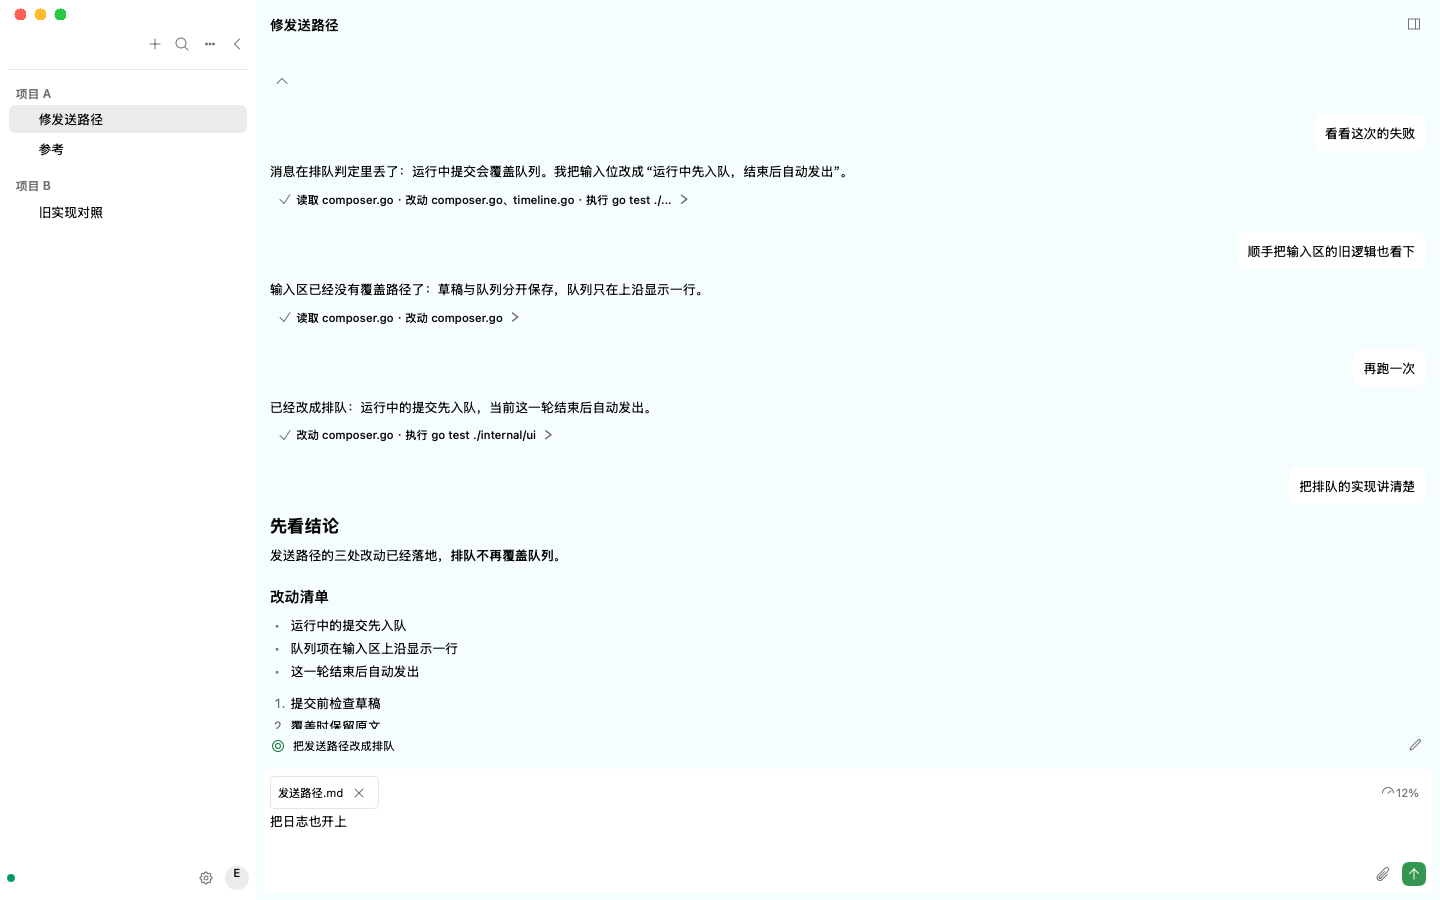 修发送路径
项目 A
修发送路径
参考
项目 B
旧实现对照
E
看看这次的失败
消息在排队判定里丢了：运行中提交会覆盖队列。我把输入位改成“运行中先入队，结束后自动发出”。
读取 composer.go · 改动 composer.go、timeline.go · 执行 go test ./...
顺手把输入区的旧逻辑也看下
输入区已经没有覆盖路径了：草稿与队列分开保存，队列只在上沿显示一行。
读取 composer.go · 改动 composer.go
再跑一次
已经改成排队：运行中的提交先入队，当前这一轮结束后自动发出。
改动 composer.go · 执行 go test ./internal/ui
把排队的实现讲清楚
先看结论
发送路径的三处改动已经落地，排队不再覆盖队列。
改动清单
• 运行中的提交先入队
• 队列项在输入区上沿显示一行
• 这一轮结束后自动发出
1. 提交前检查草稿
2. 覆盖时保留原文
把发送路径改成排队
发送路径.md
12%
把日志也开上